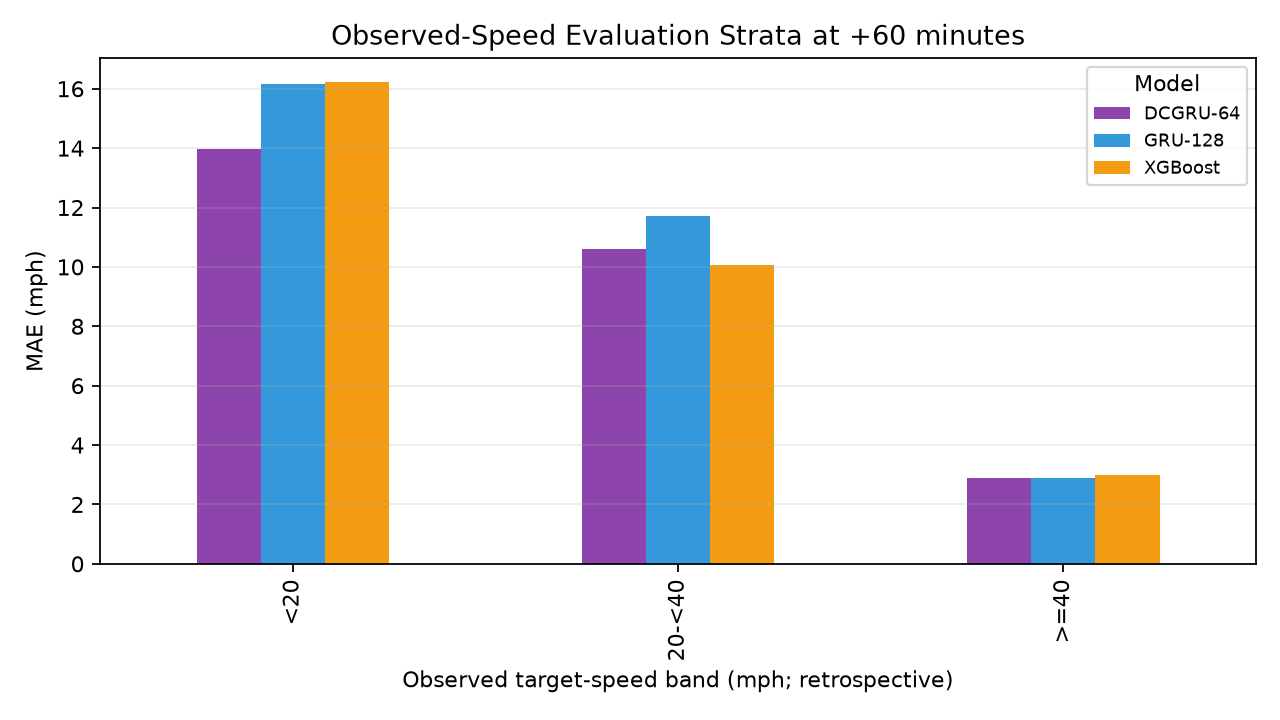 Observed-Speed Evaluation Strata at +60 minutes
Model
DCGRU-64
GRU-128
XGBoost
MAE (mph)
16
14
12
10
8
6
4
2
0
<20
20-<40
>=40
Observed target-speed band (mph; retrospective)